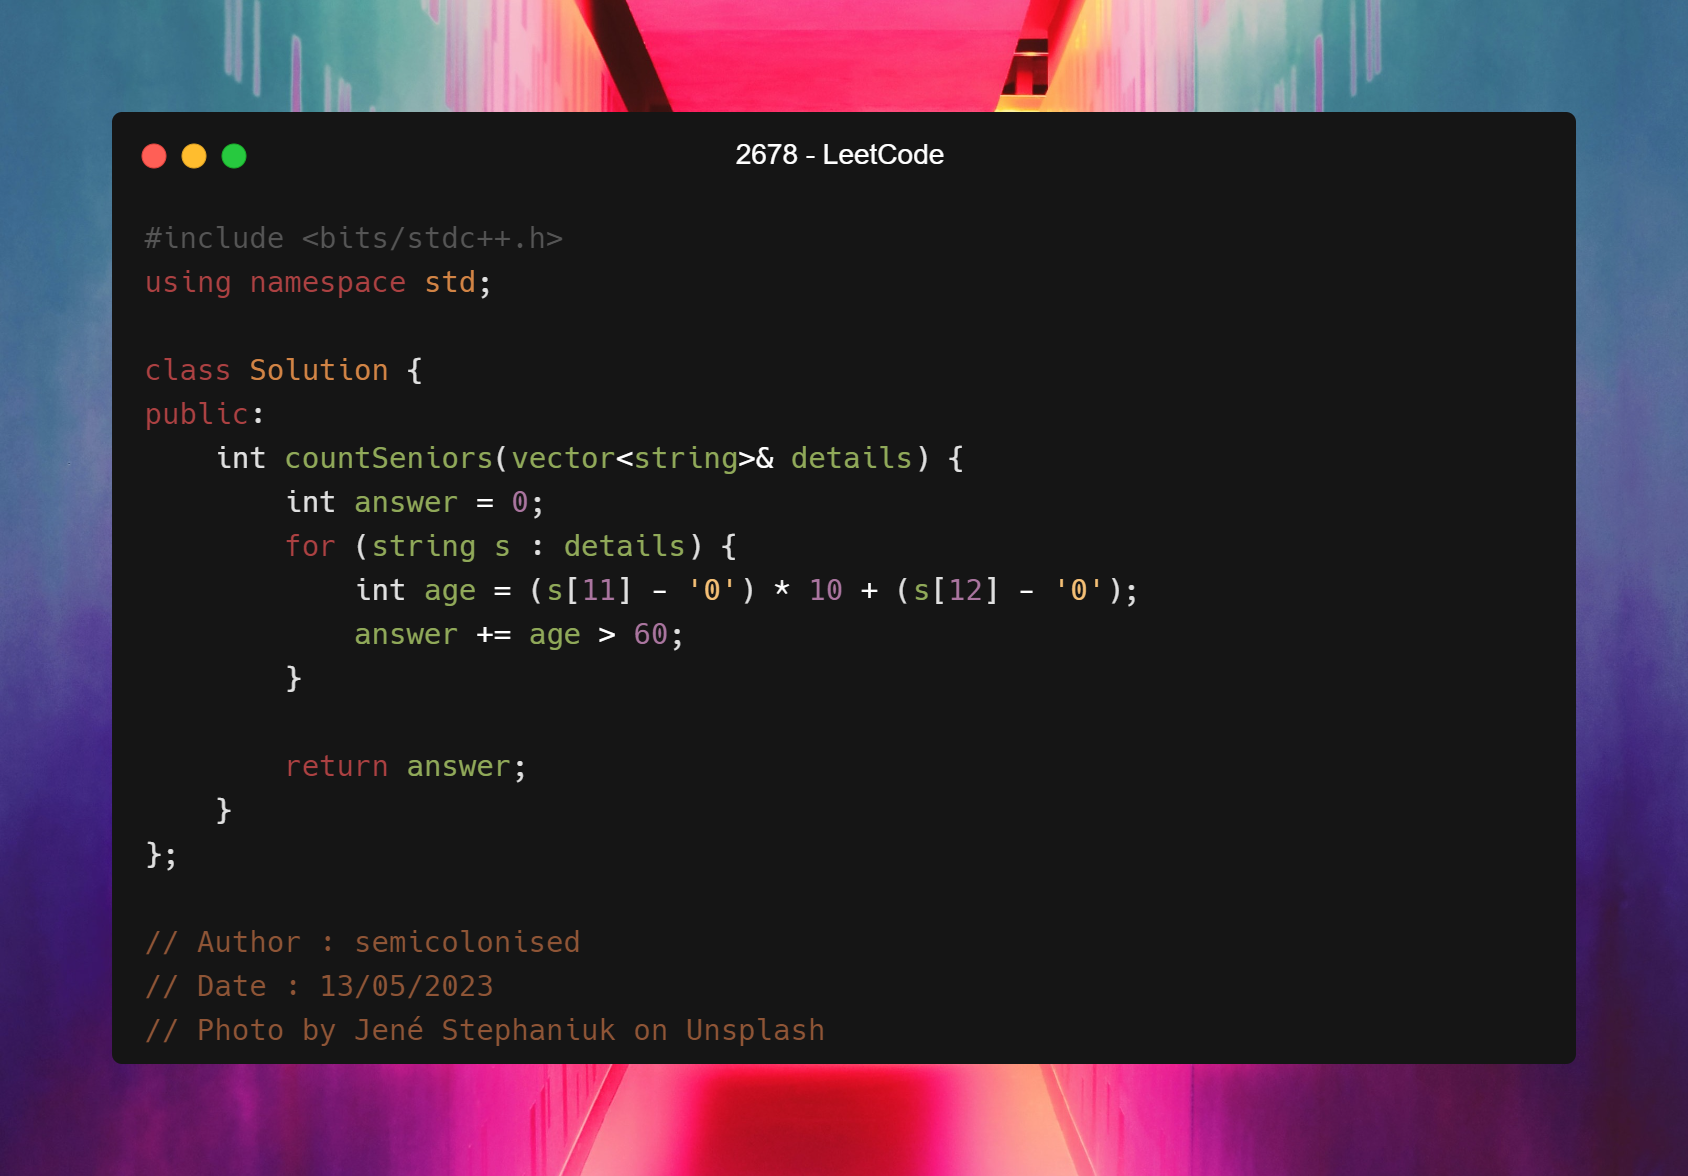 2678 - LeetCode
#include <bits/stdc++.h>
using namespace std;
class Solution {
public:
    int countSeniors(vector<string>& details) {
        int answer = 0;
        for (string s : details) {
            int age = (s[11] - '0') * 10 + (s[12] - '0');
            answer += age > 60;
        }
        return answer;
    }
};
// Author : semicolonised
// Date : 13/05/2023
// Photo by Jené Stephaniuk on Unsplash